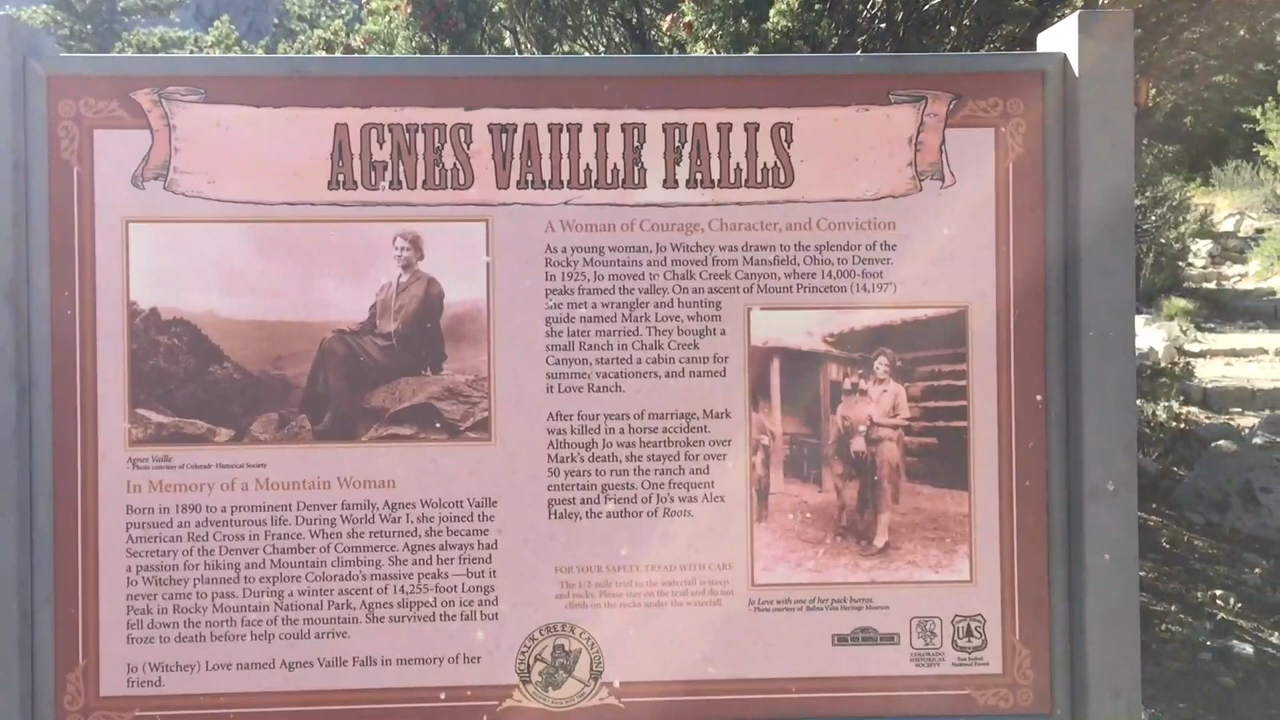 AGNES VAILLE FALLS
Agnes Vaille
– Photo courtesy of Colorado Historical Society
In Memory of a Mountain Woman
Born in 1890 to a prominent Denver family, Agnes Wolcott Vaille
pursued an adventurous life. During World War I, she joined the
American Red Cross in France. When she returned, she became
Secretary of the Denver Chamber of Commerce. Agnes always had
a passion for hiking and Mountain climbing. She and her friend
Jo Witchey planned to explore Colorado's massive peaks —but it
never came to pass. During a winter ascent of 14,255-foot Longs
Peak in Rocky Mountain National Park, Agnes slipped on ice and
fell down the north face of the mountain. She survived the fall but
froze to death before help could arrive.
Jo (Witchey) Love named Agnes Vaille Falls in memory of her
friend.
A Woman of Courage, Character, and Conviction
As a young woman, Jo Witchey was drawn to the splendor of the
Rocky Mountains and moved from Mansfield, Ohio, to Denver.
In 1925, Jo moved to Chalk Creek Canyon, where 14,000-foot
peaks framed the valley. On an ascent of Mount Princeton (14,197')
she met a wrangler and hunting
guide named Mark Love, whom
she later married. They bought a
small Ranch in Chalk Creek
Canyon, started a cabin camp for
summer vacationers, and named
it Love Ranch.
After four years of marriage, Mark
was killed in a horse accident.
Although Jo was heartbroken over
Mark's death, she stayed for over
50 years to run the ranch and
entertain guests. One frequent
guest and friend of Jo's was Alex
Haley, the author of Roots.
FOR YOUR SAFETY, TREAD WITH CARE
The 1/2 mile trail to the waterfall is steep
and rocky. Please stay on the trail and do not
climb on the rocks under the waterfall.
Jo Love with one of her pack burros.
– Photo courtesy of Buena Vista Heritage Museum
CHALK CREEK CANYON
COLORADO
HISTORICAL
SOCIETY
UAS
San Isabel
National Forest